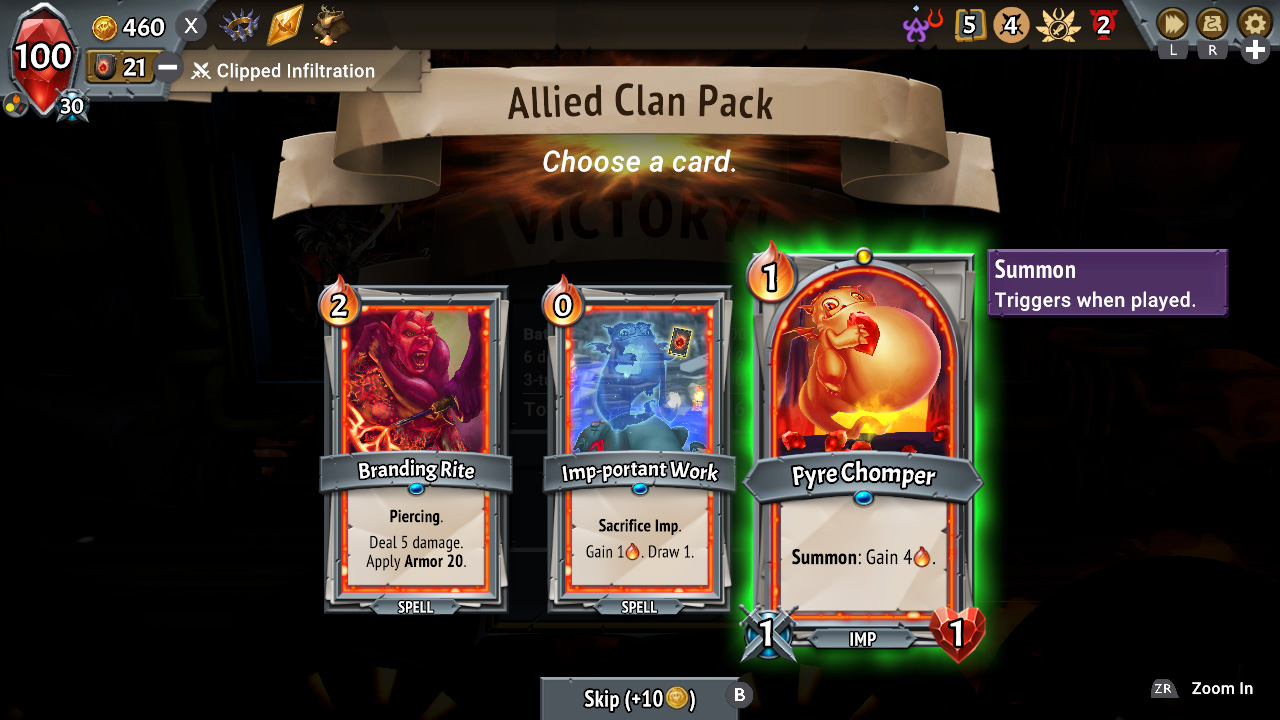 100
460
X
21
30
Clipped Infiltration
5
4
2
L
R
Allied Clan Pack
Choose a card.
VICTORY!
2
Branding Rite
Piercing.
Deal 5 damage.
Apply Armor 20.
SPELL
0
Imp-portant Work
Sacrifice Imp.
Gain 1. Draw 1.
SPELL
1
Pyre Chomper
Summon: Gain 4.
1
IMP
1
Summon
Triggers when played.
Skip (+10)
B
ZR
Zoom In